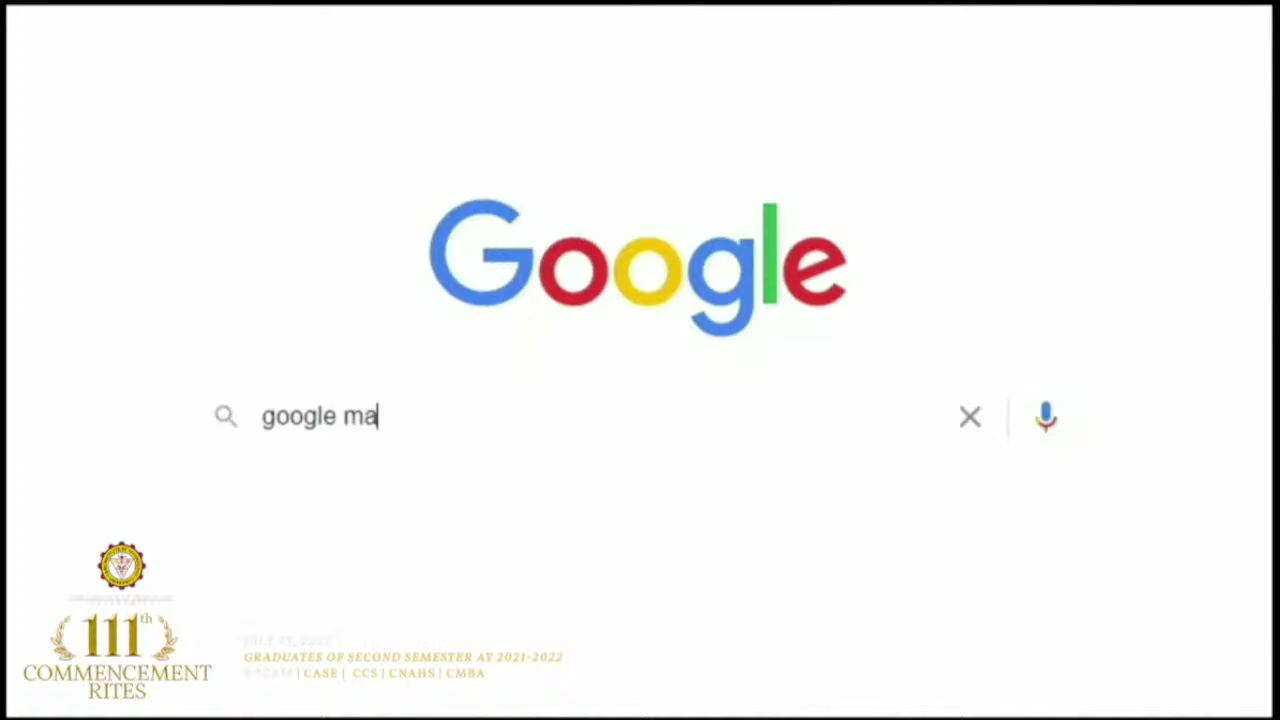 Google
google ma
111th
COMMENCEMENT
RITES
GRADUATES OF SECOND SEMESTER AY 2021-2022
| CASE | CCS | CNAHS | CMBA